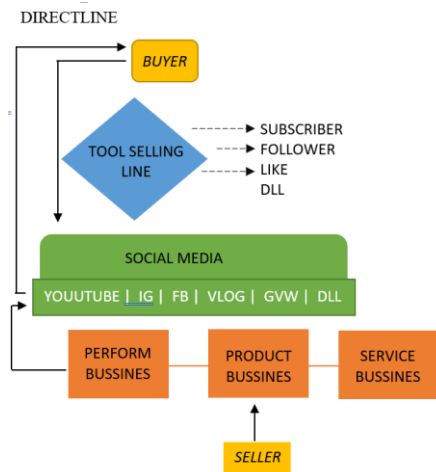 DIRECTLINE
BUYER
TOOL SELLING
LINE
SUBSCRIBER
FOLLOWER
LIKE
DLL
SOCIAL MEDIA
YOUUTUBE | IG | FB | VLOG | GVW | DLL
PERFORM
BUSSINES
PRODUCT
BUSSINES
SERVICE
BUSSINES
SELLER